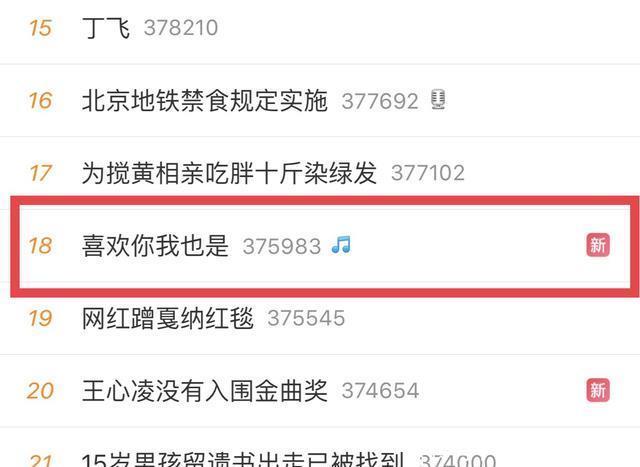 15 丁飞 378210
16 北京地铁禁食规定实施 377692
17 为搅黄相亲吃胖十斤染绿发 377102
18 喜欢你我也是 375983 新
19 网红蹭戛纳红毯 375545
20 王心凌没有入围金曲奖 374654 新
21 15岁男孩留遗书出走已被找到 374000